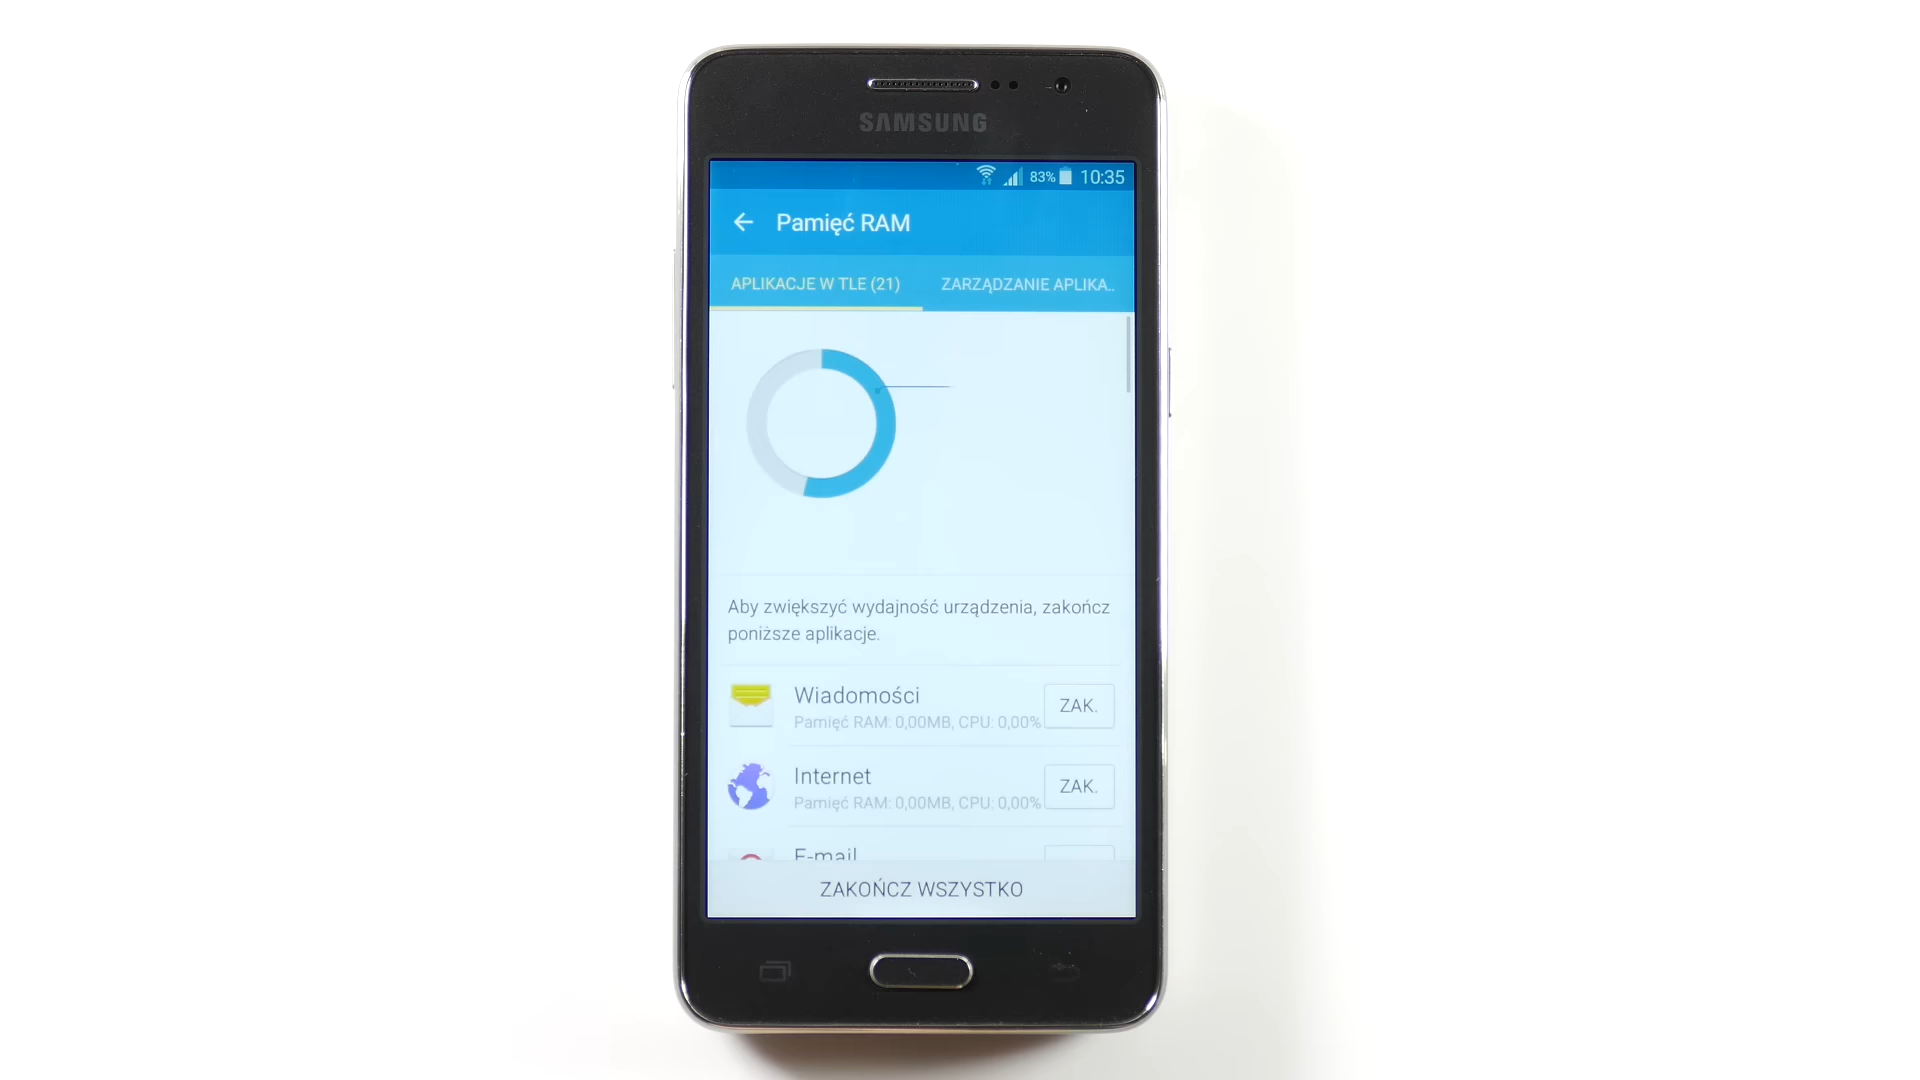 SAMSUNG
83% 10:35
Pamięć RAM
APLIKACJE W TLE (21) ZARZĄDZANIE APLIKA..
Aby zwiększyć wydajność urządzenia, zakończ
poniższe aplikacje.
Wiadomości
Pamięć RAM: 0,00MB, CPU: 0,00%
ZAK.
Internet
Pamięć RAM: 0,00MB, CPU: 0,00%
ZAK.
E-mail
ZAKOŃCZ WSZYSTKO